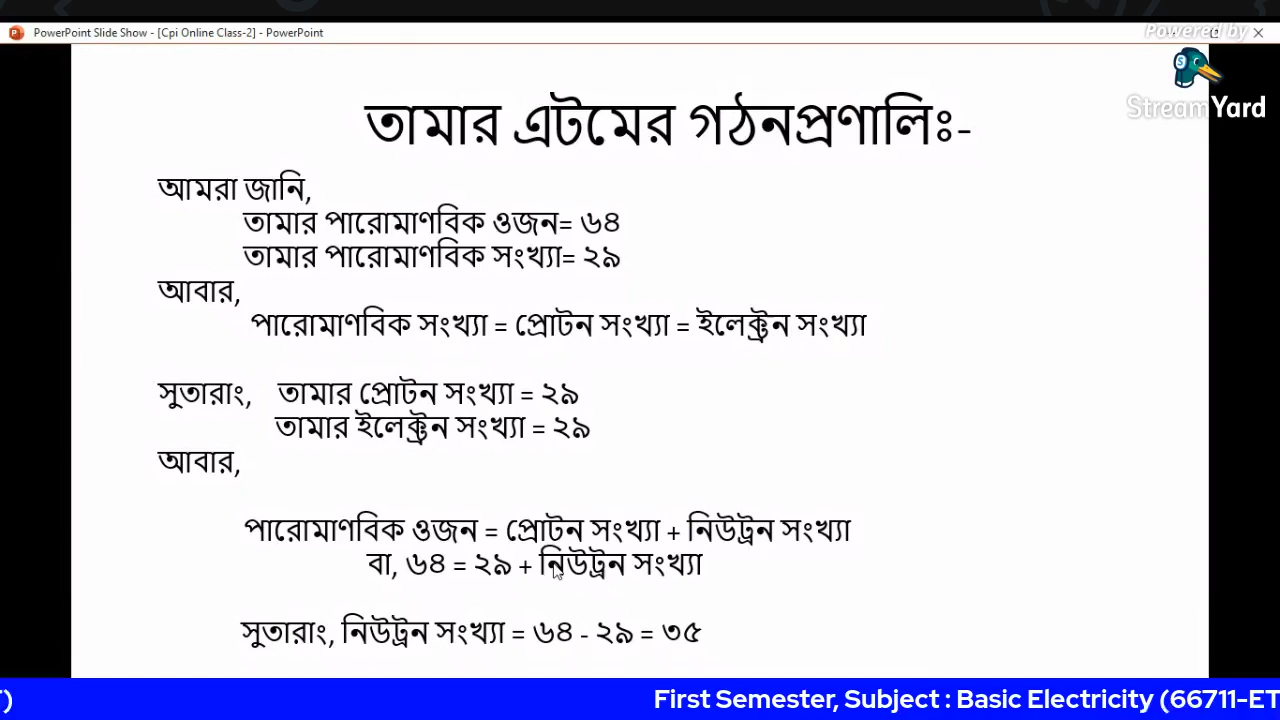 PowerPoint Slide Show - [Cpi Online Class-2] - PowerPoint
Powered by
StreamYard
তামার এটমের গঠনপ্রণালিঃ-
আমরা জানি,
তামার পারোমাণবিক ওজন= ৬৪
তামার পারোমাণবিক সংখ্যা= ২৯
আবার,
পারোমাণবিক সংখ্যা = প্রোটন সংখ্যা = ইলেক্ট্রন সংখ্যা
সুতারাং, তামার প্রোটন সংখ্যা = ২৯
তামার ইলেক্ট্রন সংখ্যা = ২৯
আবার,
পারোমাণবিক ওজন = প্রোটন সংখ্যা + নিউট্রন সংখ্যা
বা, ৬৪ = ২৯ + নিউট্রন সংখ্যা
সুতারাং, নিউট্রন সংখ্যা = ৬৪ - ২৯ = ৩৫
First Semester, Subject : Basic Electricity (66711-ET